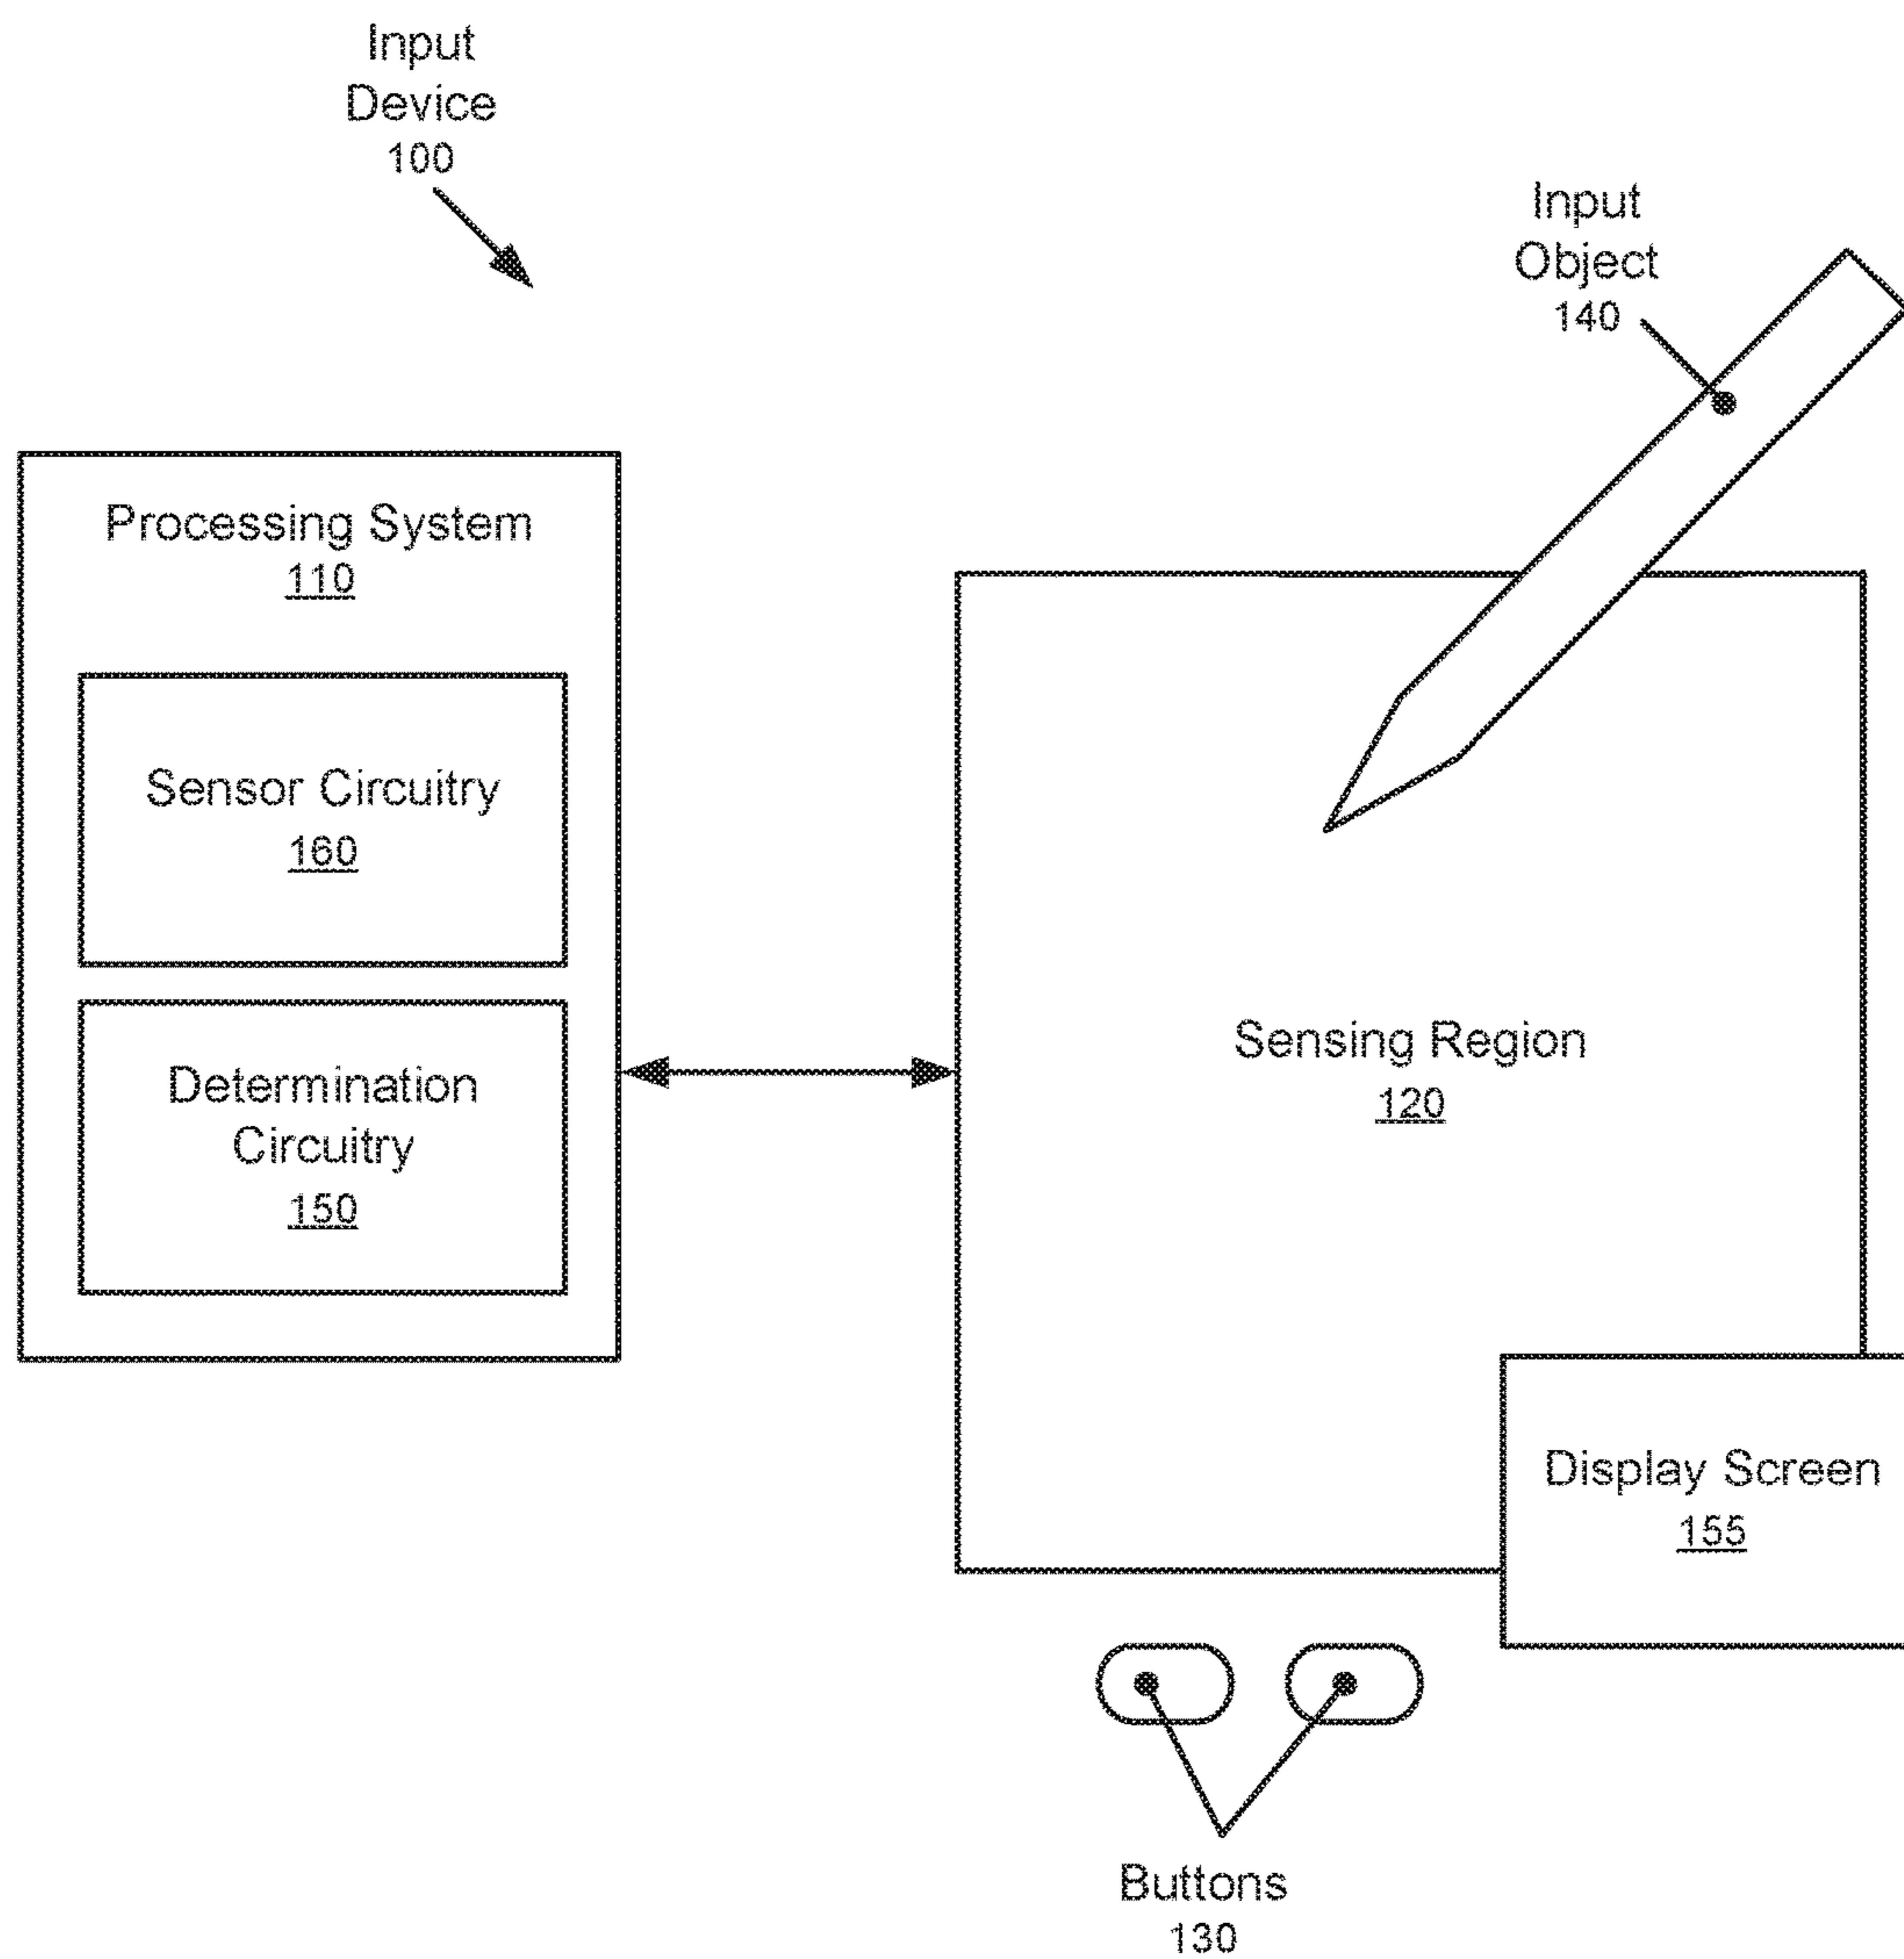 Input
Device
100
Input
Object
140
Processing System
110
Sensor Circuitry
160
Determination
Circuitry
150
Sensing Region
120
Display Screen
155
Buttons
130